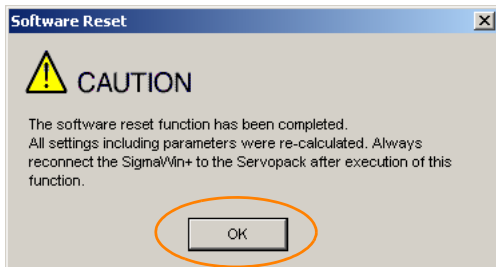 Software Reset
CAUTION
The software reset function has been completed.
All settings including parameters were re-calculated. Always
reconnect the SigmaWin+ to the Servopack after execution of this
function.
OK